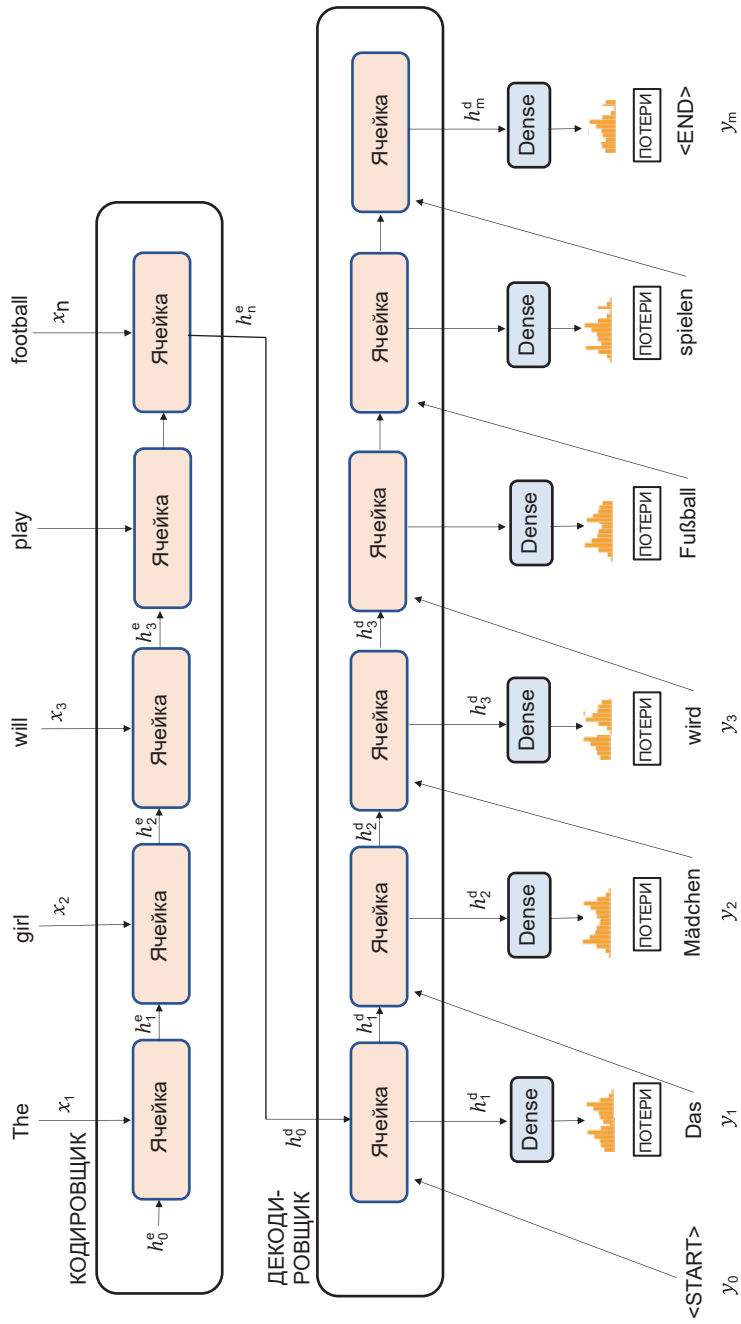 The girl will play football
x₁ x₂ x₃ xₙ
КОДИРОВЩИК
Ячейка Ячейка Ячейка Ячейка Ячейка
h₀ᵉ h₁ᵉ h₂ᵉ h₃ᵉ
hₙᵉ
h₀ᵈ
ДЕКОДИ-
РОВЩИК
Ячейка Ячейка Ячейка Ячейка Ячейка Ячейка
h₁ᵈ h₂ᵈ h₃ᵈ
h₁ᵈ h₂ᵈ h₃ᵈ hₘᵈ
Dense Dense Dense Dense Dense Dense
ПОТЕРИ ПОТЕРИ ПОТЕРИ ПОТЕРИ ПОТЕРИ ПОТЕРИ
<START> Das Mädchen wird Fußball spielen <END>
y₀ y₁ y₂ y₃ yₘ